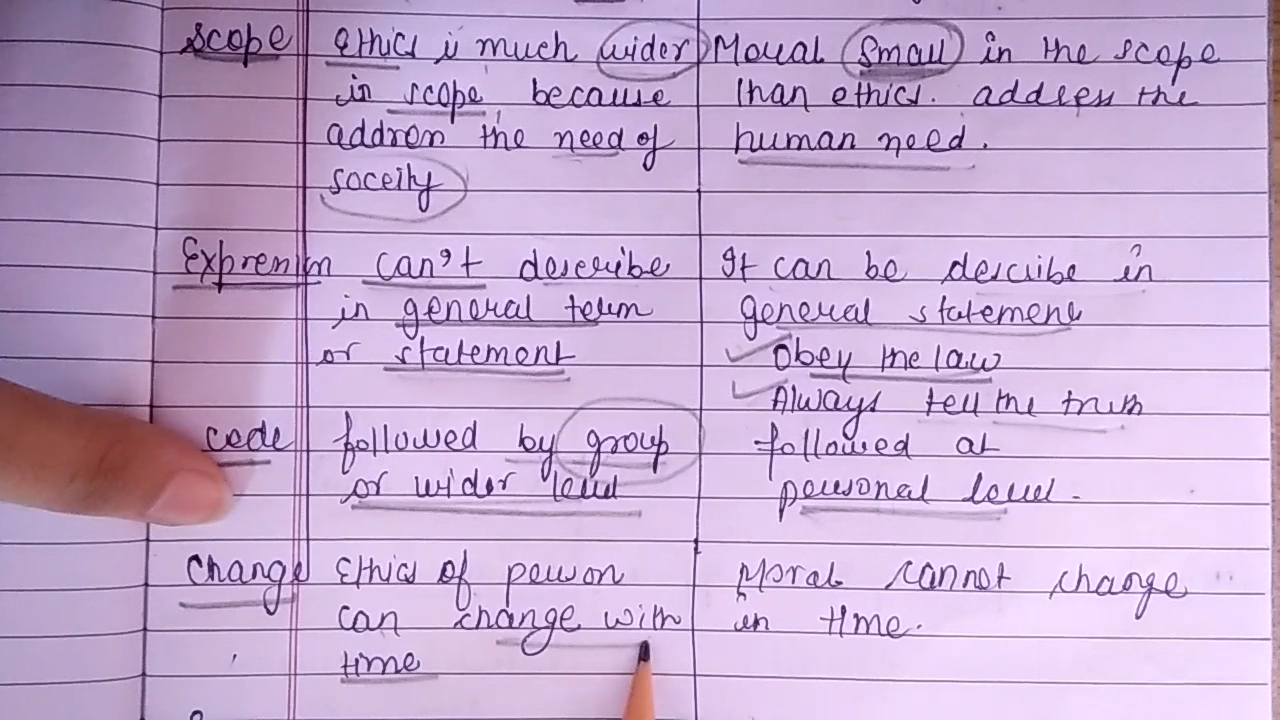 scope ethics is much wider Moral small in the scope
in scope, because than ethics. address the
address the need of human need.
soceity
Expression can't describe It can be describe in
in general term general statement
or statement Obey the law
Always tell the truth
code followed by group followed at
or wider level personal level.
change Ethics of person Morals cannot change
can change with in time.
time